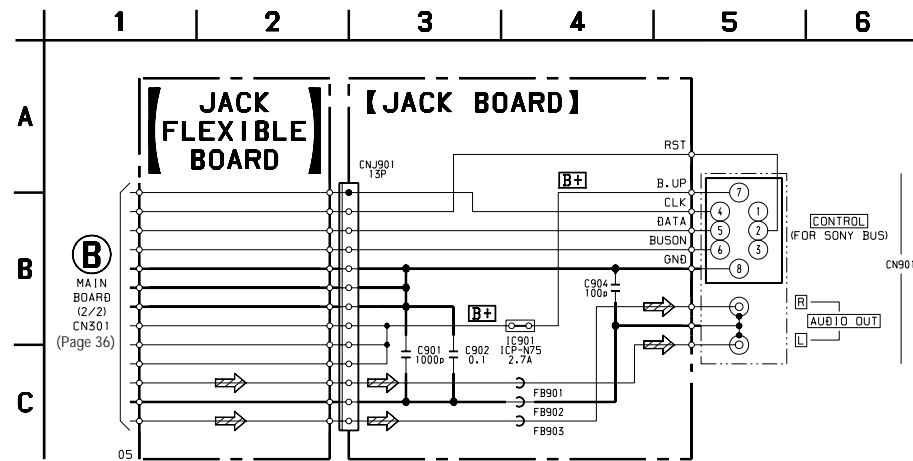 1 2 3 4 5 6
A
B
C
JACK
FLEXIBLE
BOARD
【JACK BOARD】
CNJ901
13P
B+
RST
B.UP
CLK
DATA
BUSON
GND
7
4 1
5 2
6 3
8
CONTROL
(FOR SONY BUS)
CN901
B
MAIN
BOARD
(2/2)
CN301
(Page 36)
C904
100p
B+
IC901
ICP-N75
2.7A
C901
1000p
C902
0.1
R
AUDIO OUT
L
FB901
FB902
FB903
05